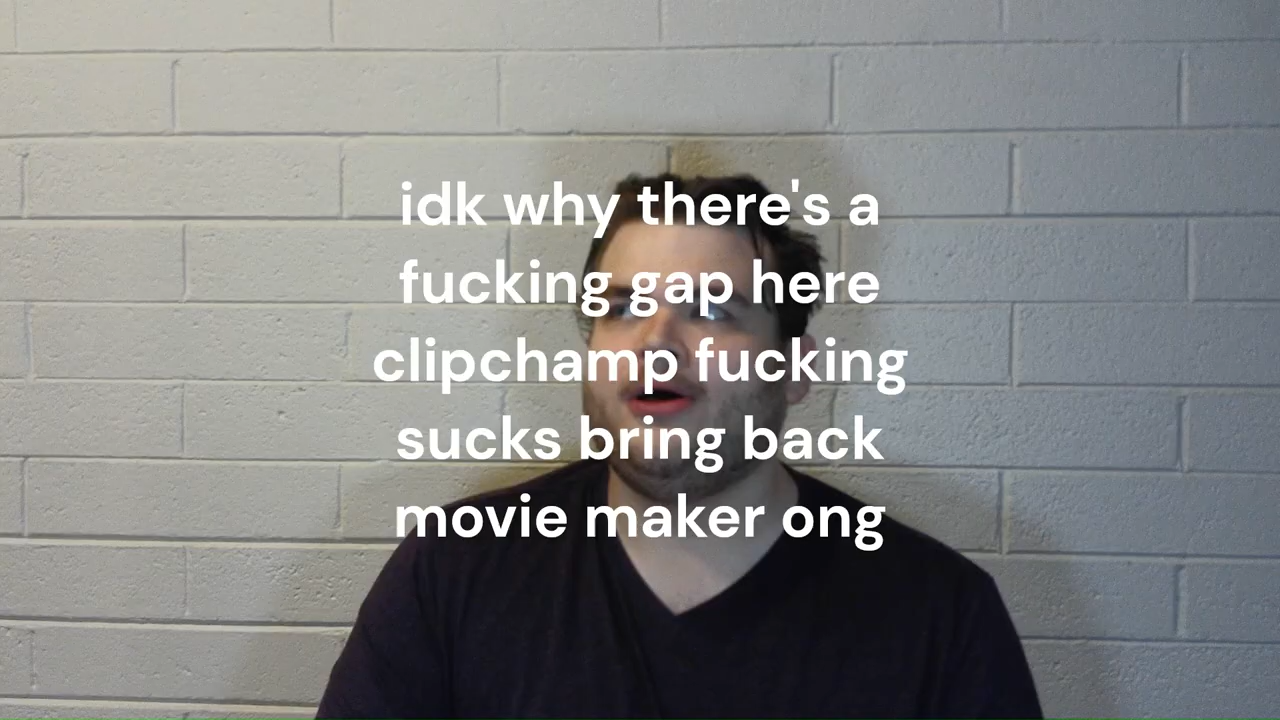 idk why there's a
fucking gap here
clipchamp fucking
sucks bring back
movie maker ong